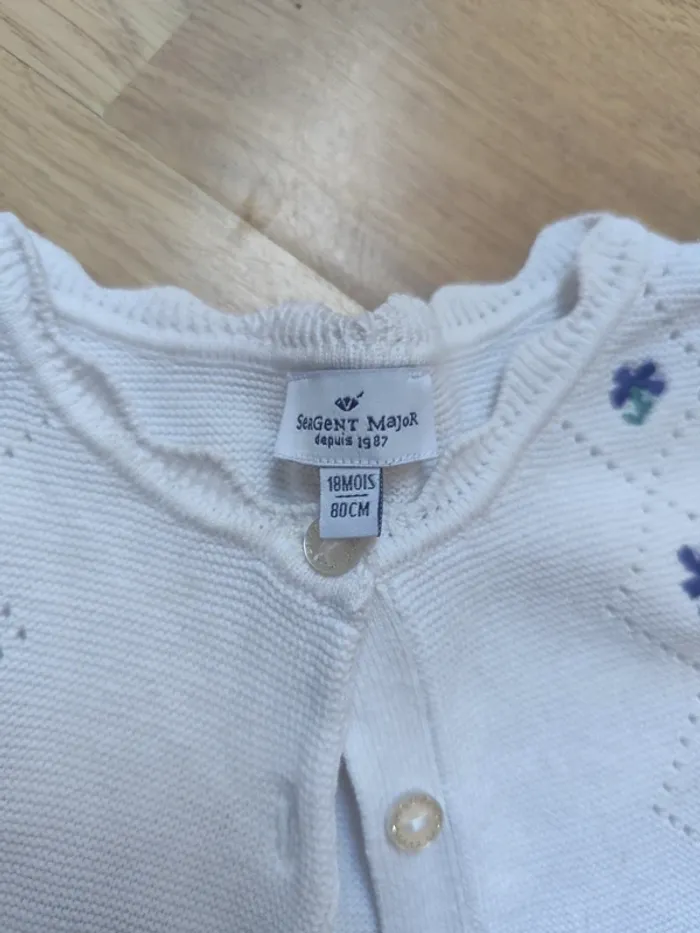 SeRGeNT MajoR
depuis 1987
18MOIS
80CM